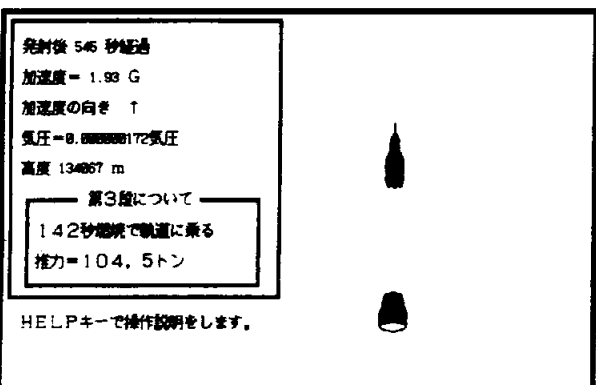 発射後 546 秒経過
加速度= 1.93 G
加速度の向き ↑
気圧=0.000000172気圧
高度 134067 m
第3段について
142秒燃焼で軌道に乗る
推力=104.5トン
HELPキーで操作説明をします.